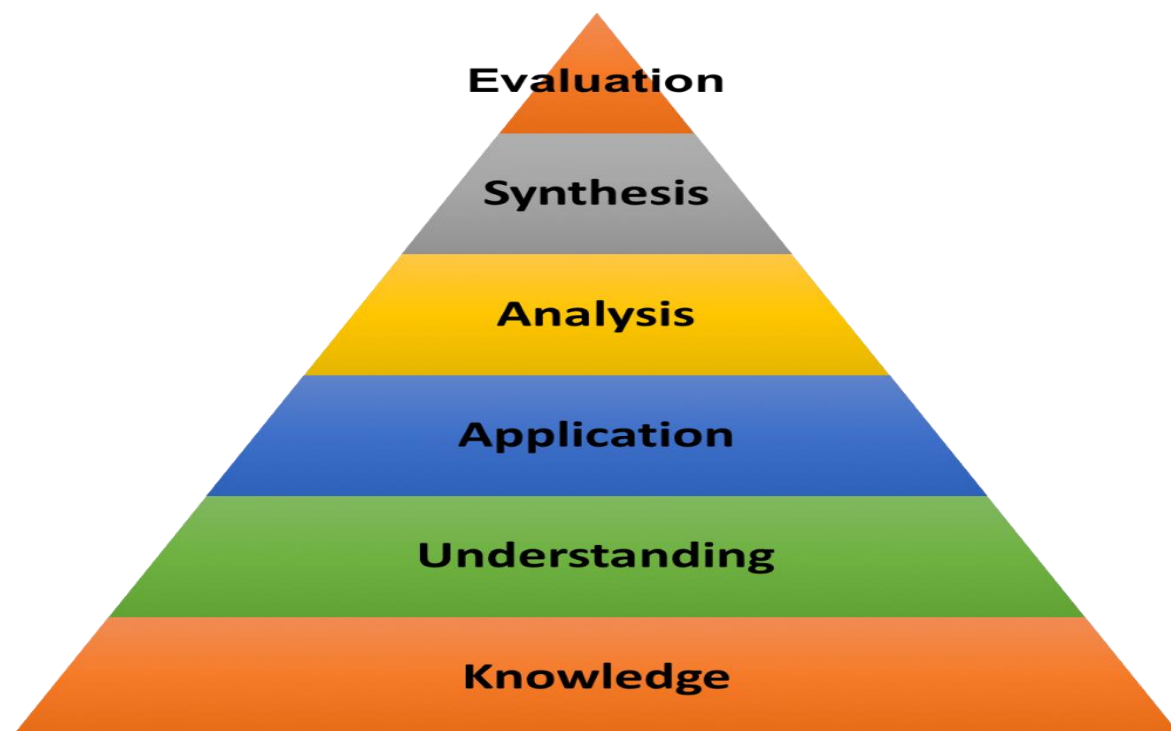 Evaluation
Synthesis
Analysis
Application
Understanding
Knowledge